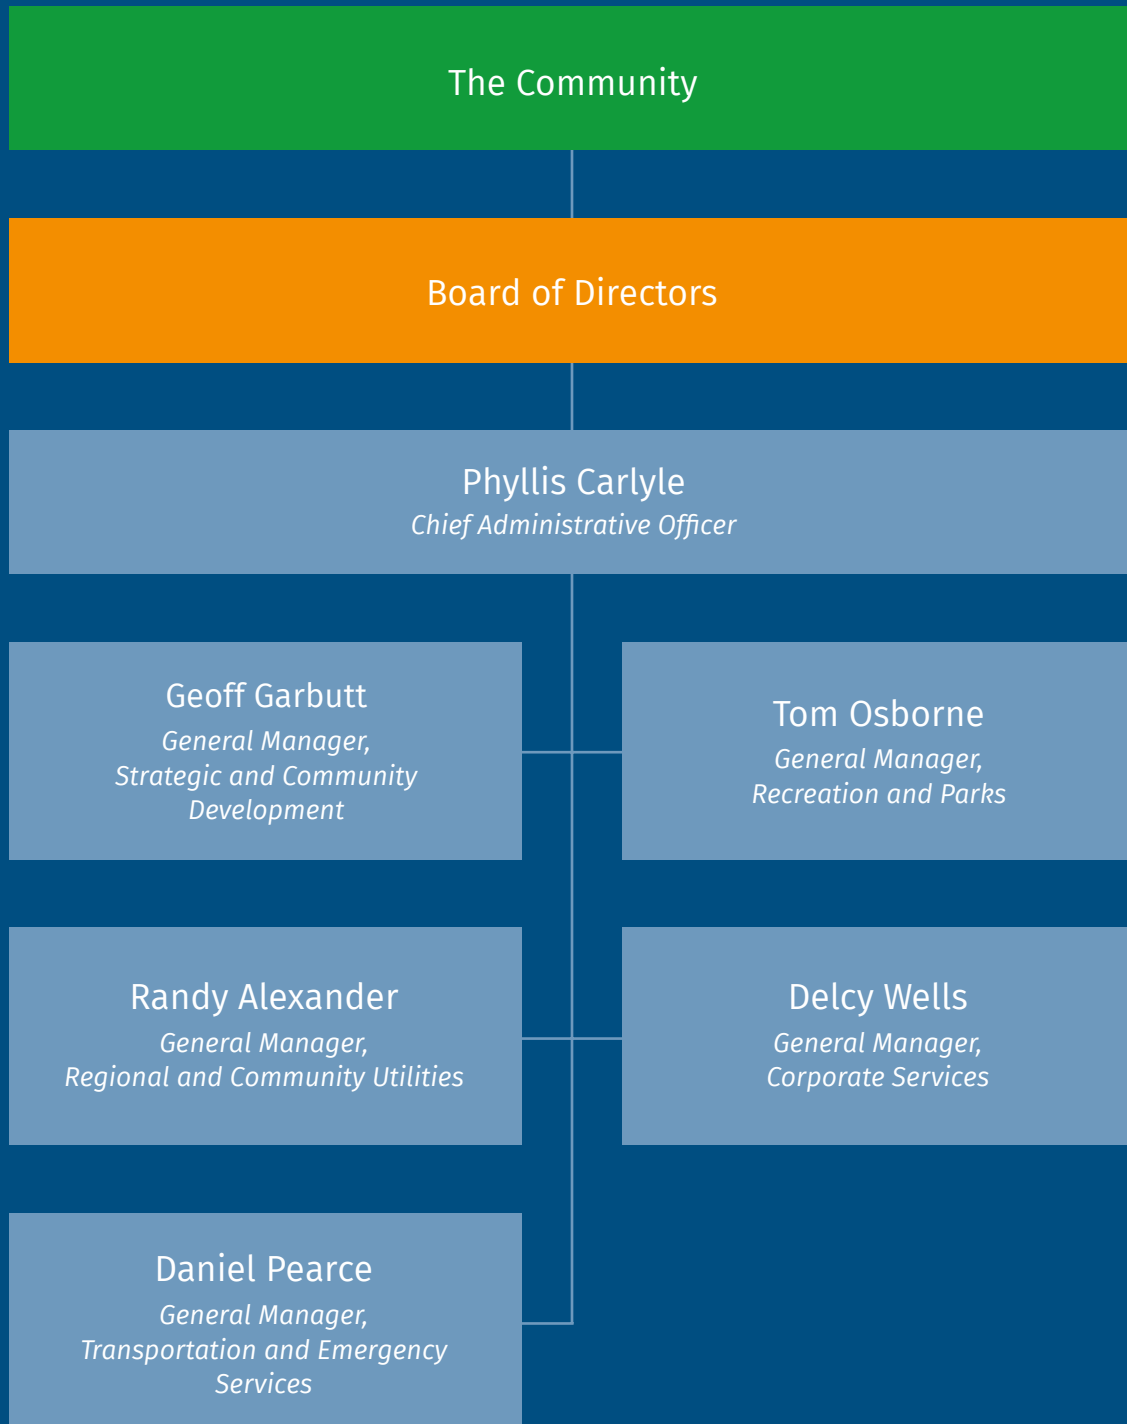 The Community
Board of Directors
Phyllis Carlyle
Chief Administrative Officer
Geoff Garbutt
General Manager,
Strategic and Community
Development
Tom Osborne
General Manager,
Recreation and Parks
Randy Alexander
General Manager,
Regional and Community Utilities
Delcy Wells
General Manager,
Corporate Services
Daniel Pearce
General Manager,
Transportation and Emergency
Services